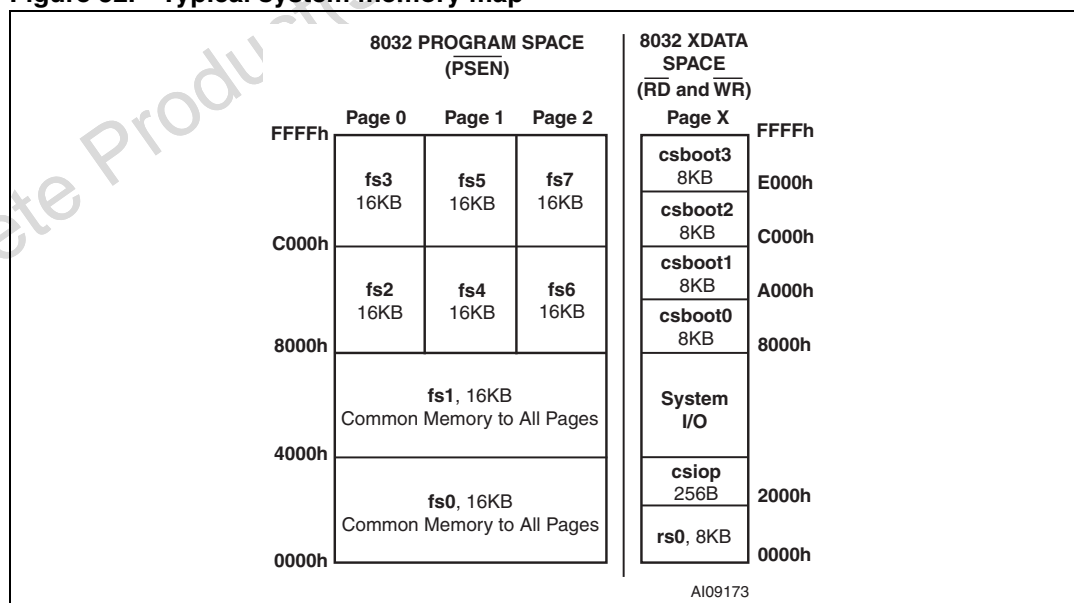 Figure 32. Typical system memory map
ete Product
8032 PROGRAM SPACE
(PSEN)
8032 XDATA
SPACE
(RD and WR)
Page 0 Page 1 Page 2
Page X
FFFFh
FFFFh
fs3
16KB
fs5
16KB
fs7
16KB
csboot3
8KB
E000h
csboot2
8KB
C000h
C000h
fs2
16KB
fs4
16KB
fs6
16KB
csboot1
8KB
A000h
csboot0
8KB
8000h
8000h
fs1, 16KB
Common Memory to All Pages
System
I/O
4000h
csiop
256B
2000h
fs0, 16KB
Common Memory to All Pages
rs0, 8KB
0000h
0000h
AI09173